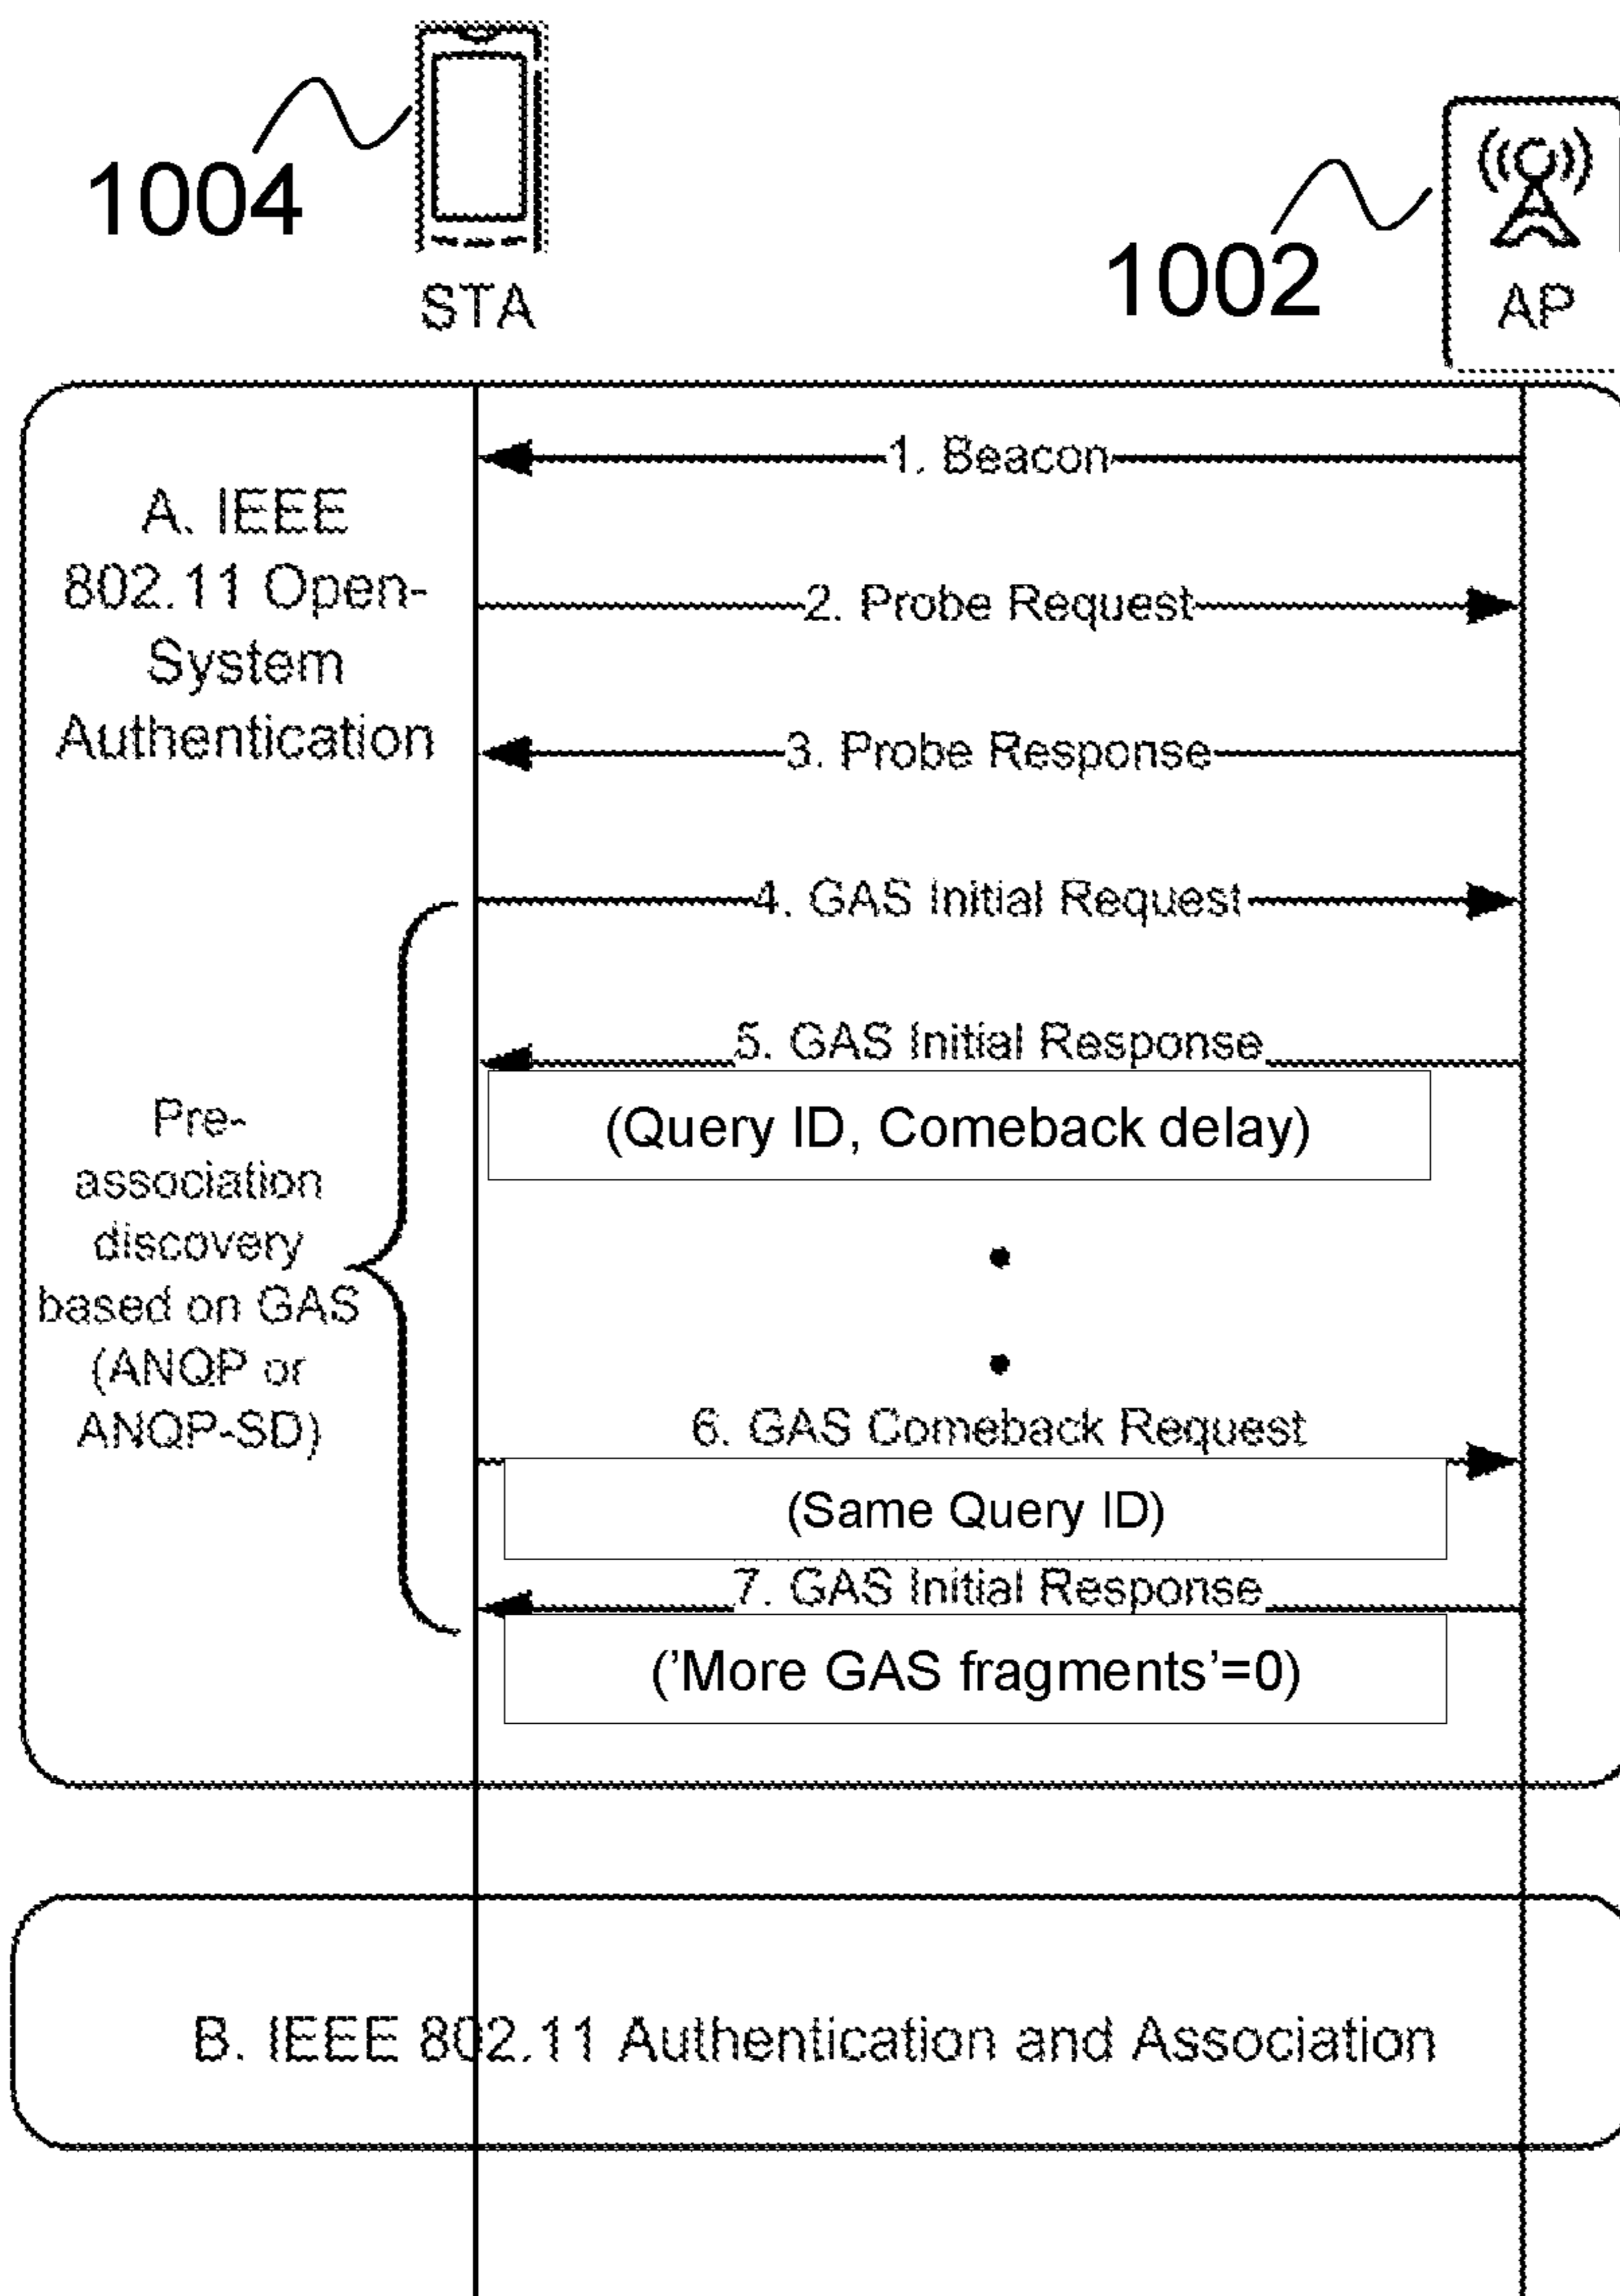 1004
STA
1002
AP
1. Beacon
A. IEEE
802.11 Open-
System
Authentication
2. Probe Request
3. Probe Response
4. GAS Initial Request
5. GAS Initial Response
(Query ID, Comeback delay)
Pre-
association
discovery
based on GAS
(ANQP or
ANQP-SD)
6. GAS Comeback Request
(Same Query ID)
7. GAS Initial Response
('More GAS fragments'=0)
B. IEEE 802.11 Authentication and Association